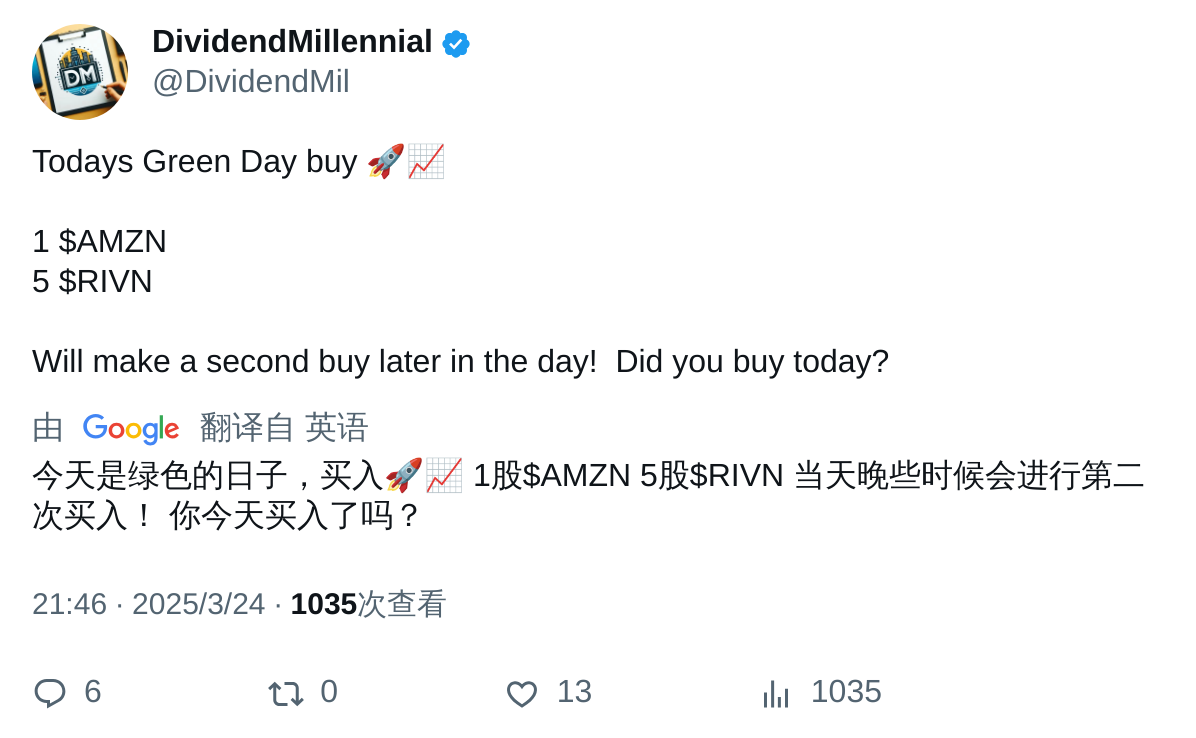 DM
DividendMillennial
@DividendMil
Todays Green Day buy 🚀📈
1 $AMZN
5 $RIVN
Will make a second buy later in the day!  Did you buy today?
由 Google 翻译自 英语
今天是绿色的日子，买入🚀📈 1股$AMZN 5股$RIVN 当天晚些时候会进行第二
次买入！ 你今天买入了吗？
21:46 · 2025/3/24 · 1035次查看
6 0 13 1035